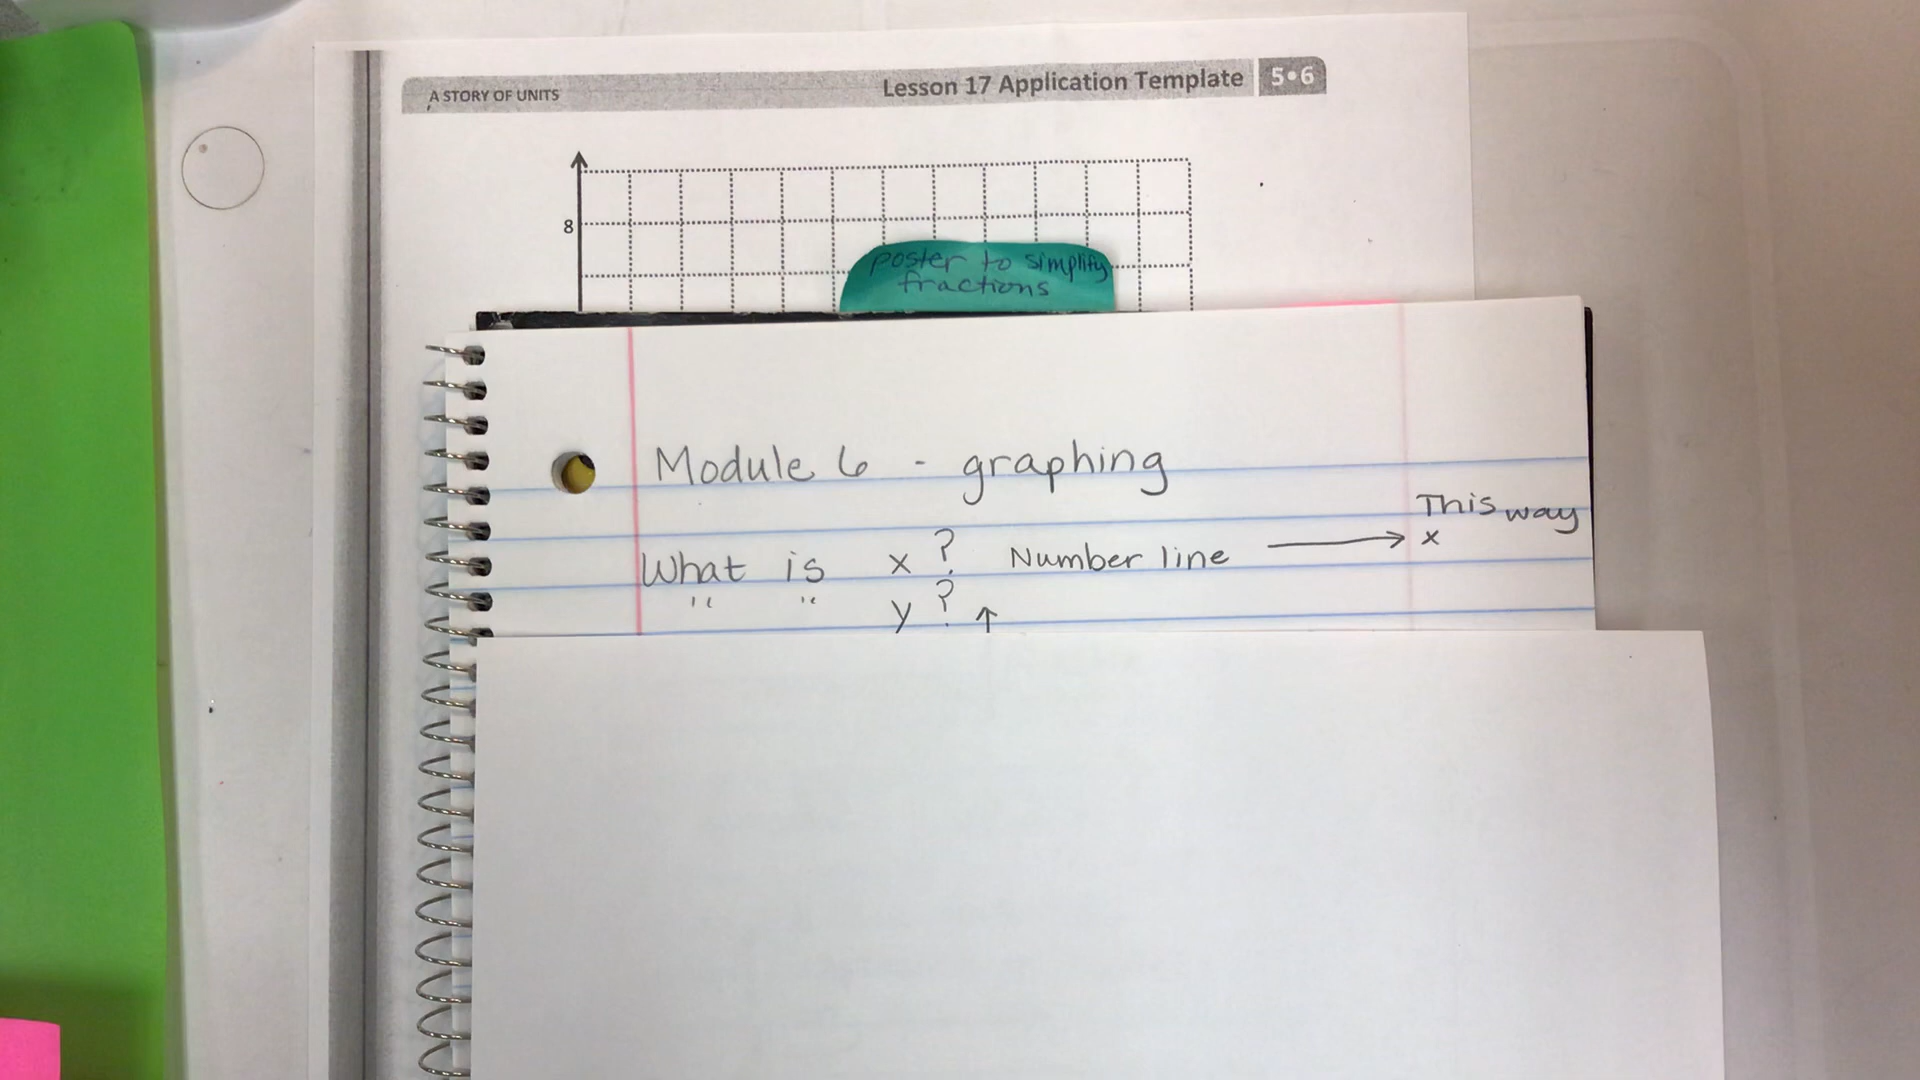 A STORY OF UNITS
Lesson 17 Application Template 5•6
8
poster to simplify
fractions
Module 6 - graphing
This way
What is x? Number line → x
" " y? ↑